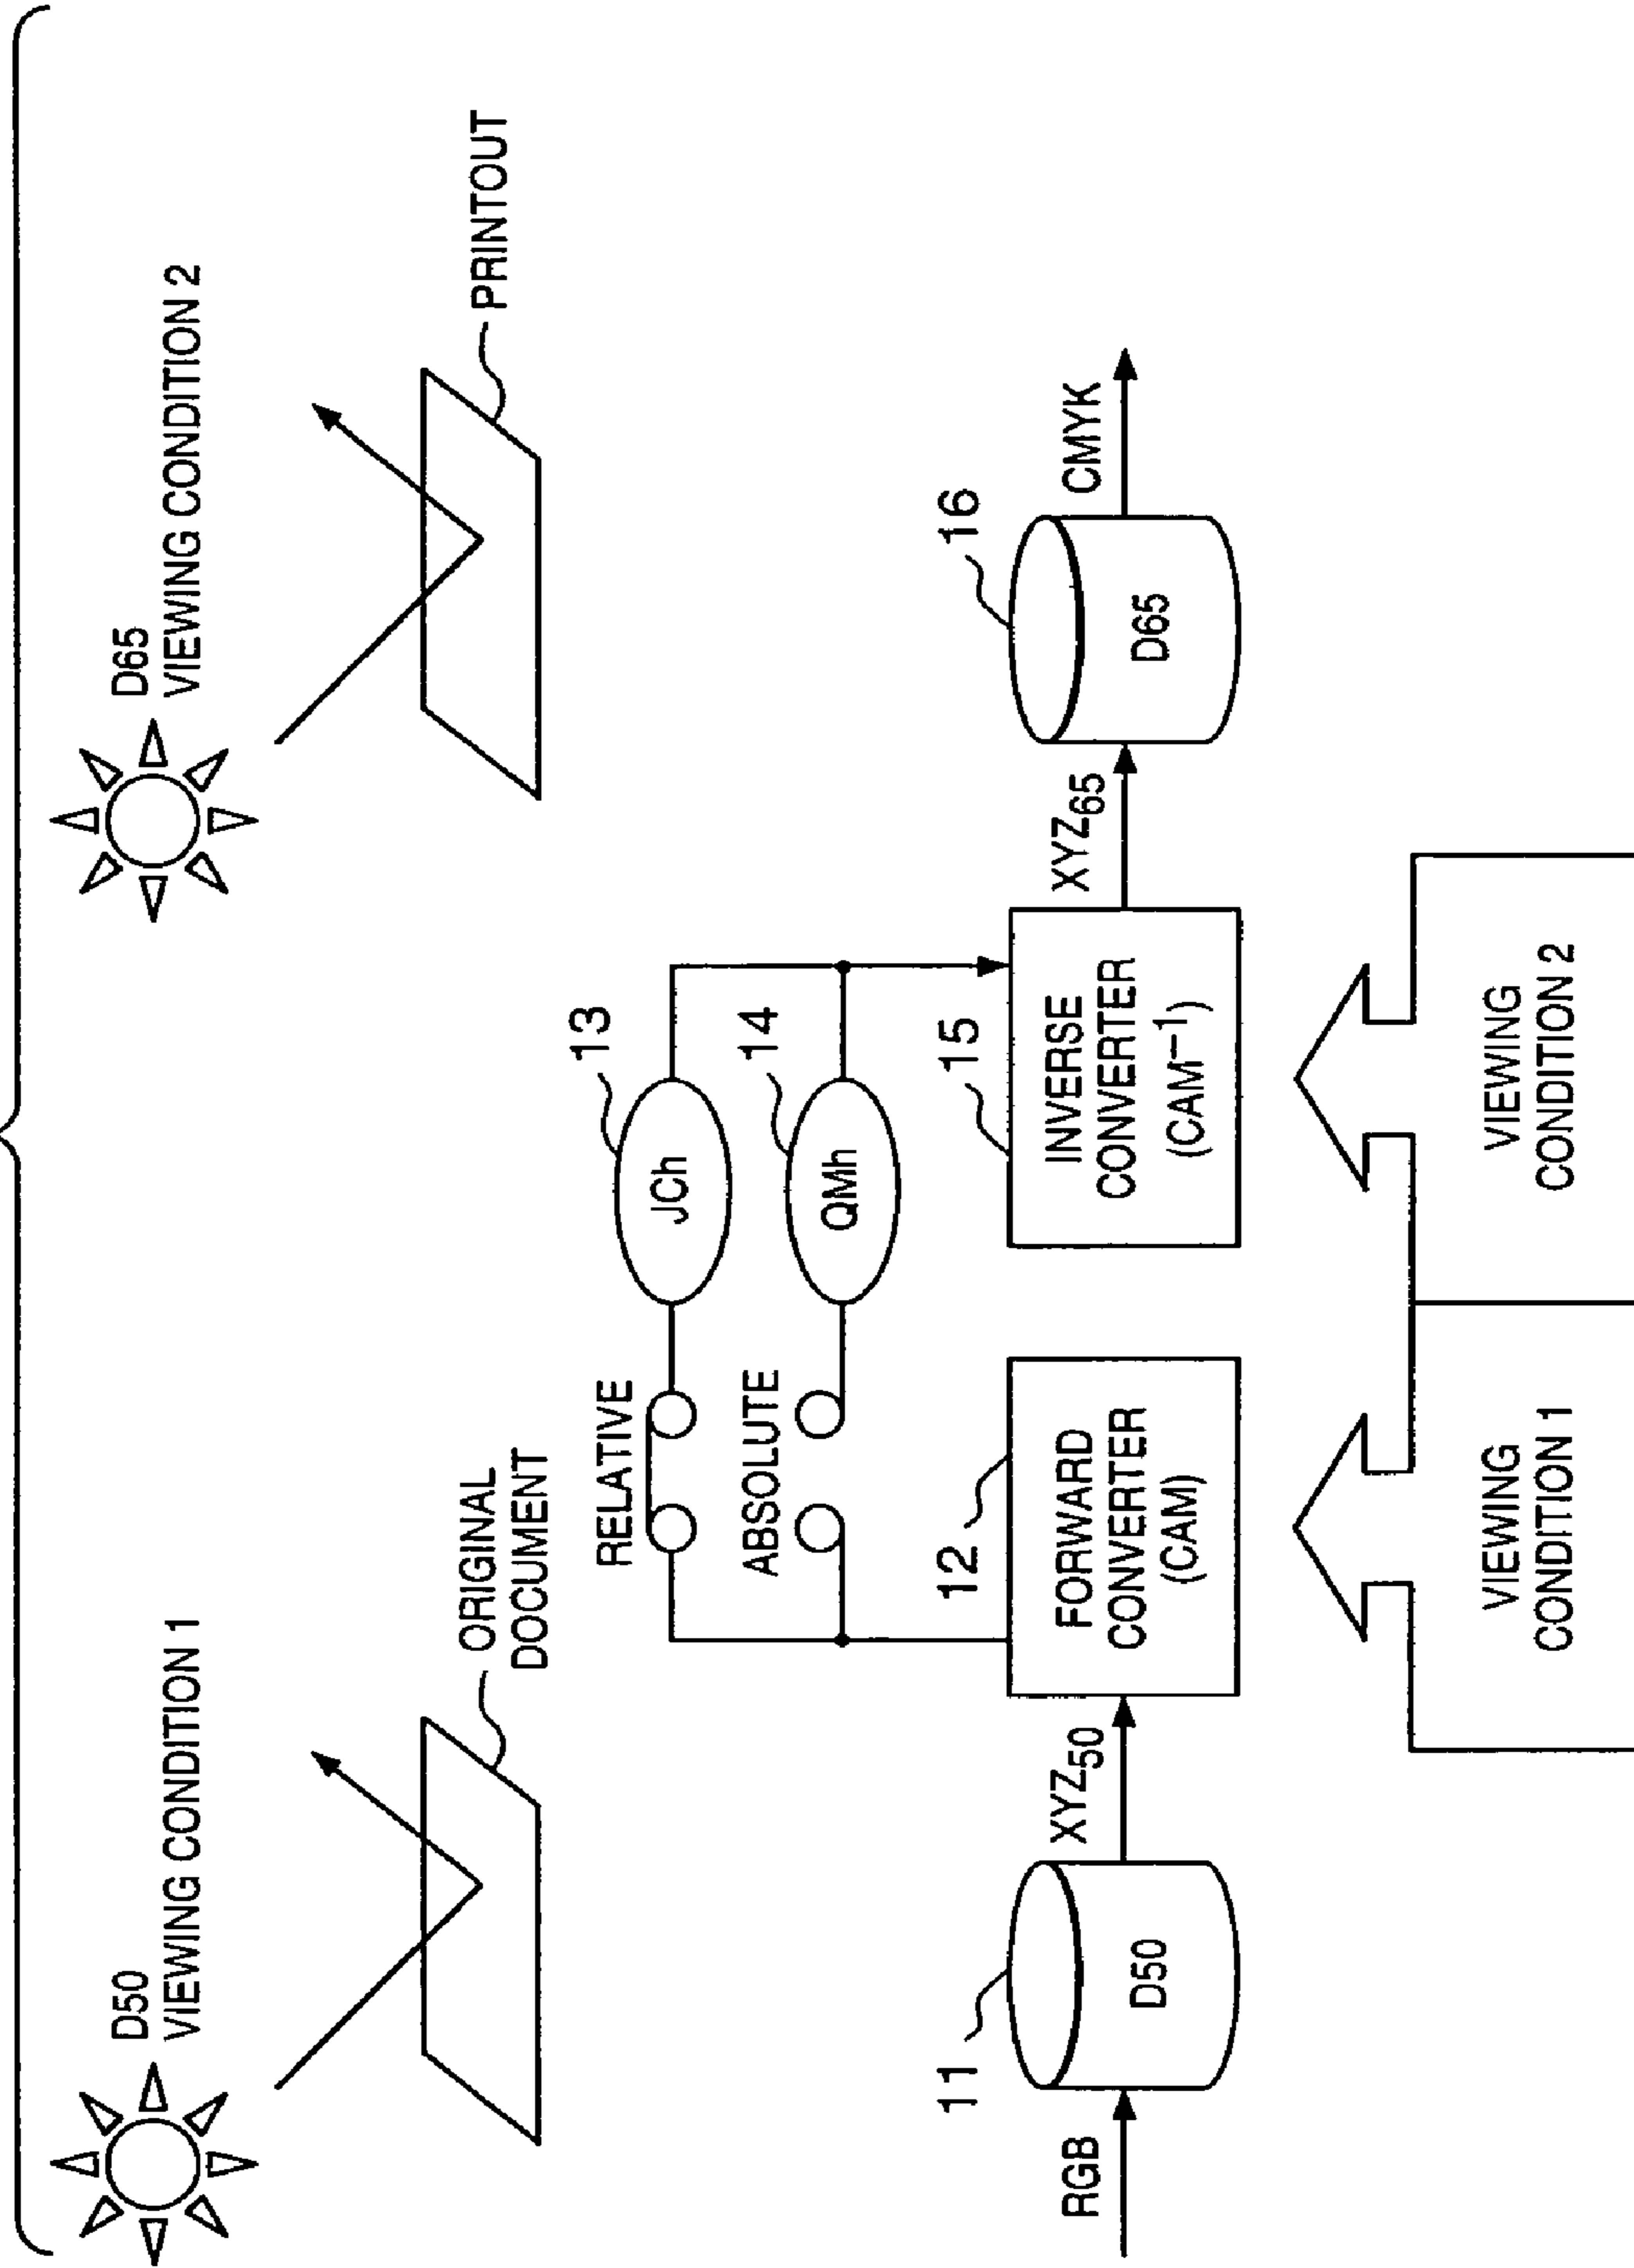 D50
VIEWING CONDITION 1
D65
VIEWING CONDITION 2
ORIGINAL
DOCUMENT
PRINTOUT
RELATIVE
13
JCh
ABSOLUTE
14
QMh
11
12
15
16
RGB
D50
XYZ50
FORWARD
CONVERTER
(CAM)
INVERSE
CONVERTER
(CAM⁻¹)
XYZ65
D65
CMYK
VIEWING
CONDITION 1
VIEWING
CONDITION 2